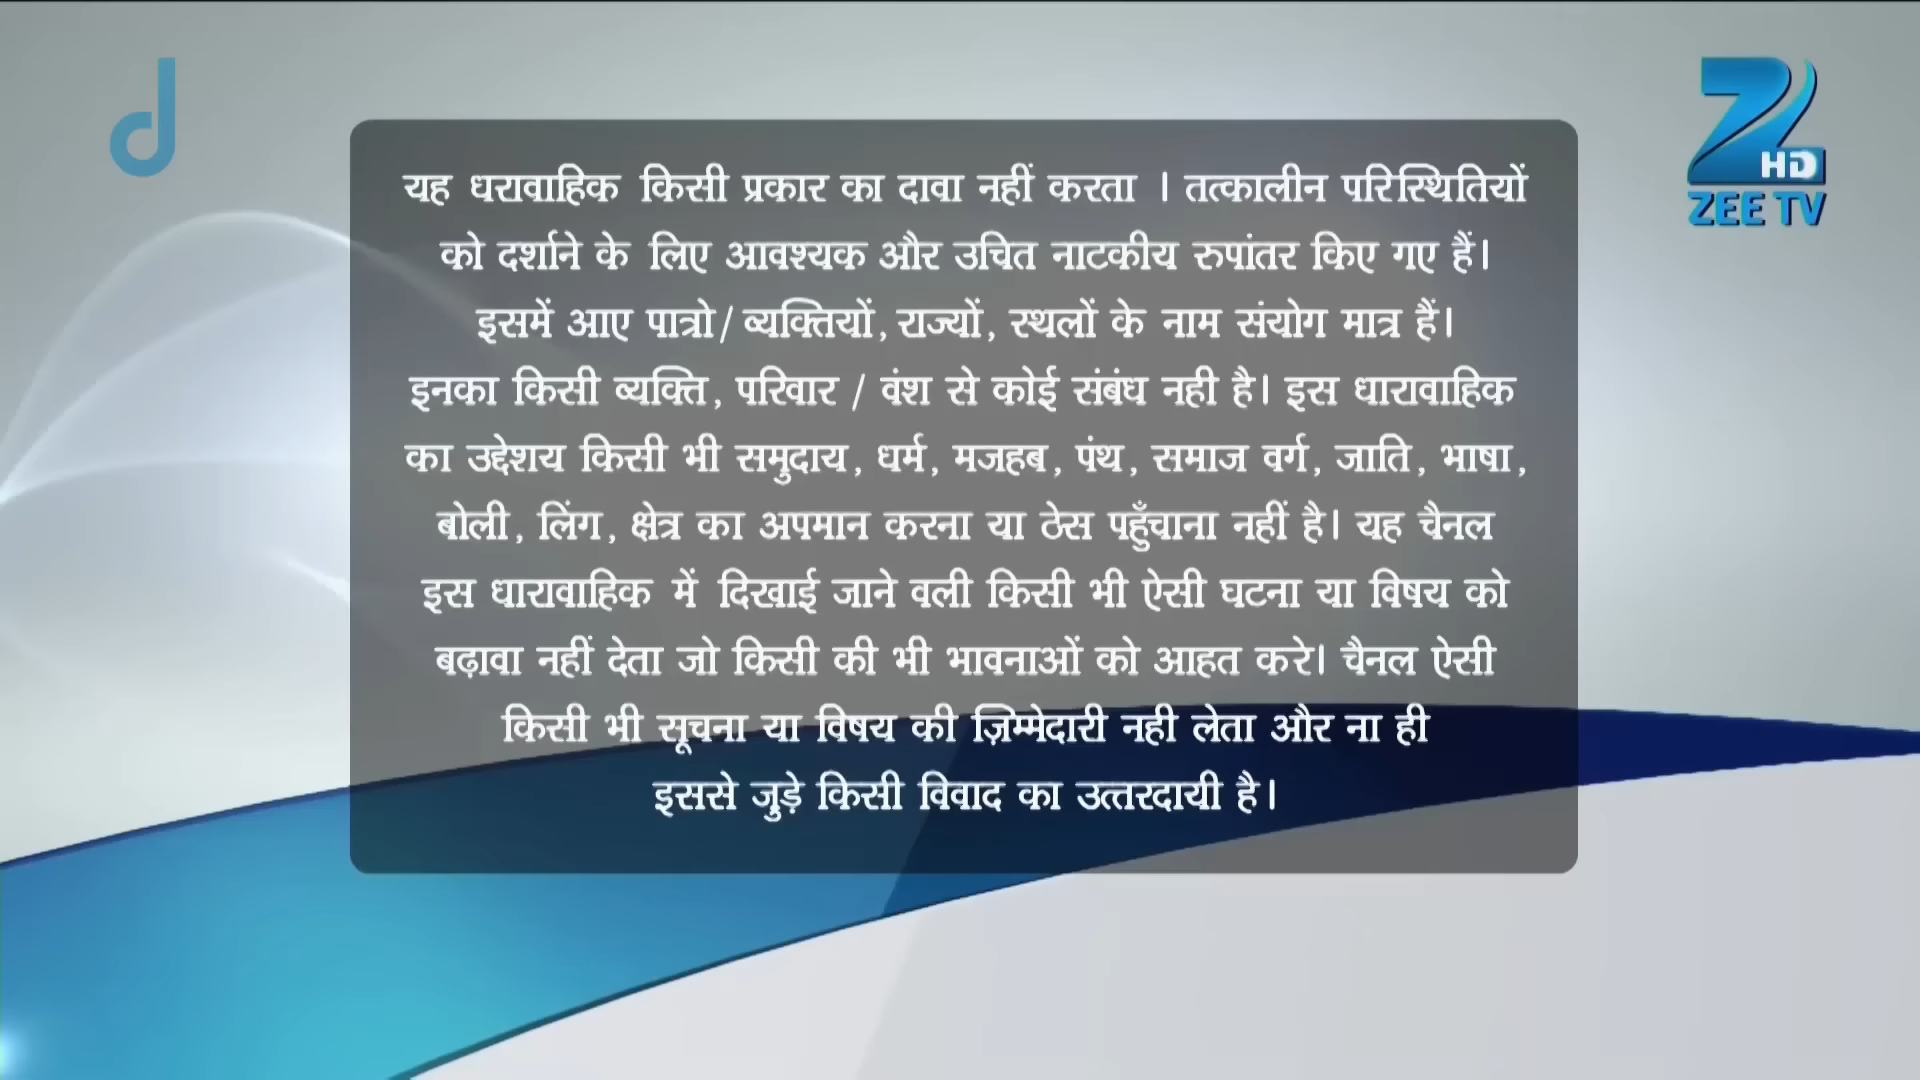 d
Z
HD
ZEE TV
यह धरावाहिक किसी प्रकार का दावा नहीं करता । तत्कालीन परिस्थितियों
को दर्शाने के लिए आवश्यक और उचित नाटकीय रुपांतर किए गए हैं।
इसमें आए पात्रो/ व्यक्तियों, राज्यों, स्थलों के नाम संयोग मात्र हैं।
इनका किसी व्यक्ति, परिवार / वंश से कोई संबंध नही है। इस धारावाहिक
का उद्देशय किसी भी समुदाय, धर्म, मजहब, पंथ, समाज वर्ग, जाति, भाषा,
बोली, लिंग, क्षेत्र का अपमान करना या ठेस पहुँचाना नहीं है। यह चैनल
इस धारावाहिक में दिखाई जाने वली किसी भी ऐसी घटना या विषय को
बढ़ावा नहीं देता जो किसी की भी भावनाओं को आहत करे। चैनल ऐसी
किसी भी सूचना या विषय की ज़िम्मेदारी नही लेता और ना ही
इससे जुड़े किसी विवाद का उत्तरदायी है।